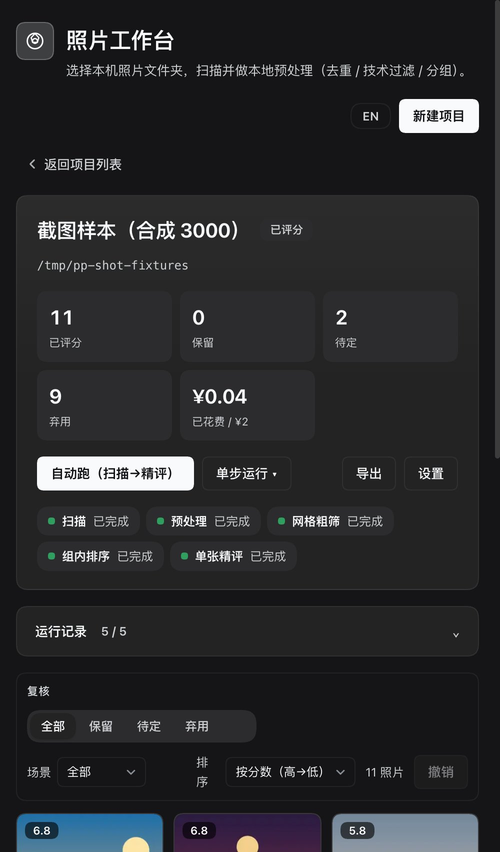 照片工作台
选择本机照片文件夹，扫描并做本地预处理（去重 / 技术过滤 / 分组）。
EN
新建项目
返回项目列表
截图样本（合成 3000）
已评分
/tmp/pp-shot-fixtures
11
已评分
0
保留
2
待定
9
弃用
¥0.04
已花费 / ¥2
自动跑（扫描→精评）
单步运行
导出
设置
扫描 已完成
预处理 已完成
网格粗筛 已完成
组内排序 已完成
单张精评 已完成
运行记录 5 / 5
复核
全部
保留
待定
弃用
场景
全部
排
序
按分数（高→低）
11 照片
撤销
6.8
6.8
5.8